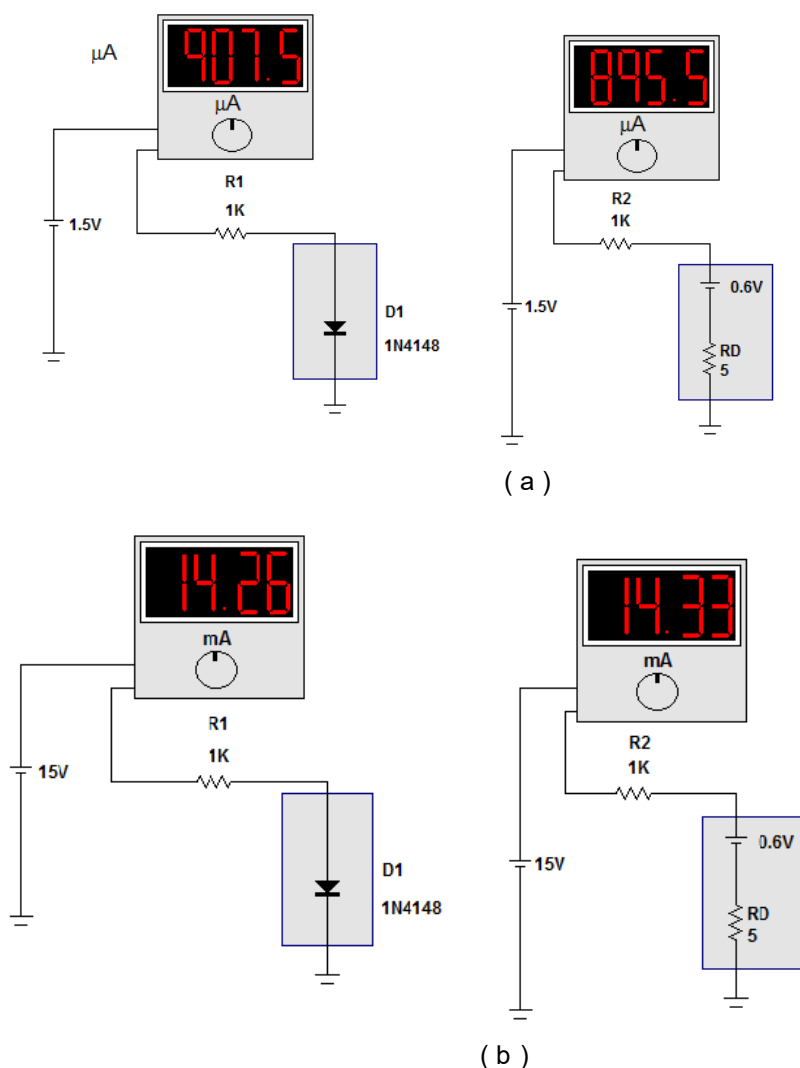 μA
907.5
μA
R1
1K
1.5V
D1
1N4148
895.5
μA
R2
1K
1.5V
0.6V
RD
5
( a )
14.26
mA
R1
1K
15V
D1
1N4148
14.33
mA
R2
1K
15V
0.6V
RD
5
( b )